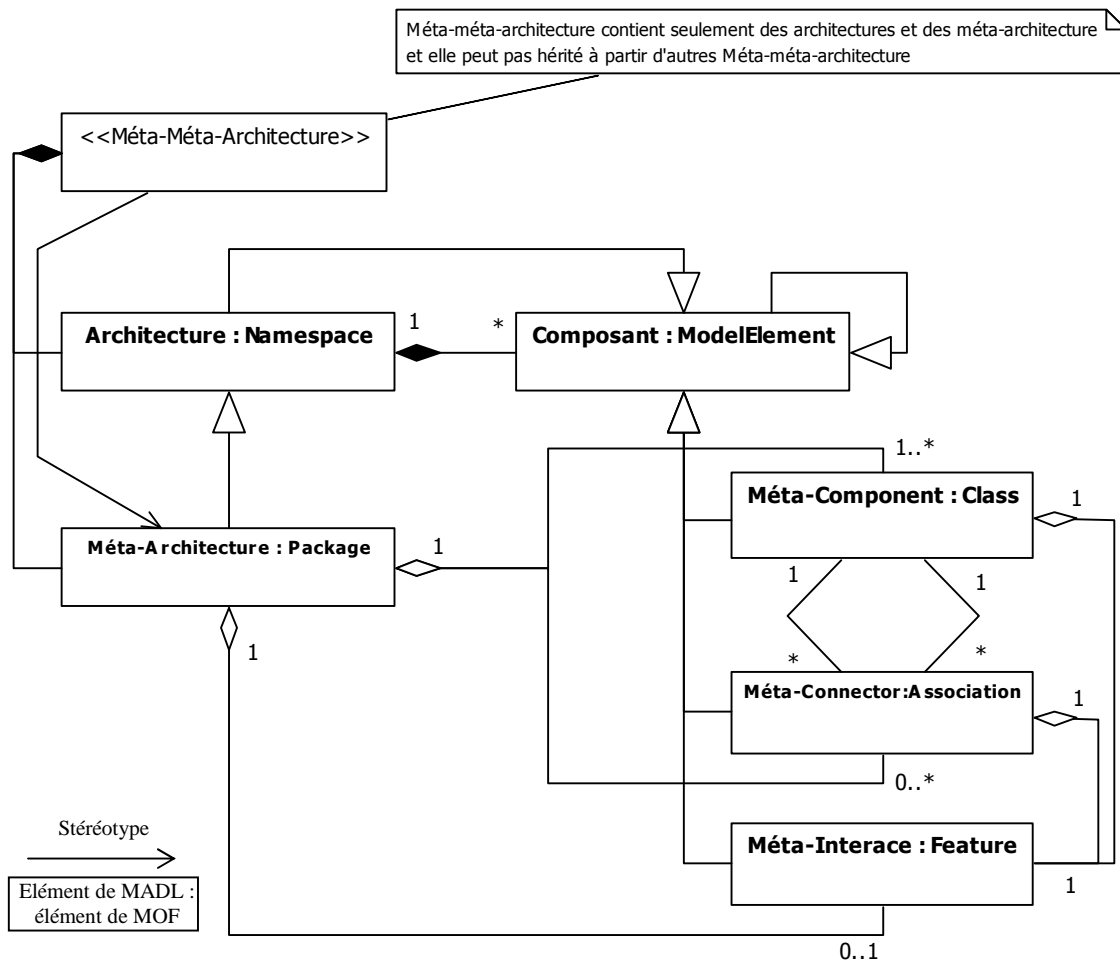 Méta-méta-architecture contient seulement des architectures et des méta-architecture
et elle peut pas hérité à partir d'autres Méta-méta-architecture
<<Méta-Méta-Architecture>>
Architecture : Namespace
1
*
Composant : ModelElement
1..*
Méta-Component : Class
1
Méta-Architecture : Package
1
1
1
1
*
*
Méta-Connector:Association
1
0..*
Stéréotype
Méta-Interace : Feature
1
Elément de MADL :
élément de MOF
0..1